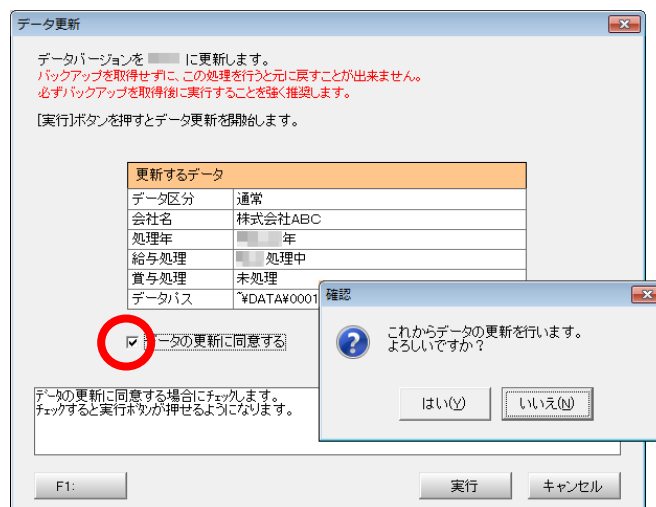 データ更新
データバージョンを に更新します。
バックアップを取得せずに、この処理を行うと元に戻すことが出来ません。
必ずバックアップを取得後に実行することを強く推奨します。
[実行]ボタンを押すとデータ更新を開始します。
更新するデータ
データ区分 通常
会社名 株式会社ABC
処理年 年
給与処理 処理中
賞与処理 未処理
データパス ~¥DATA¥0001
確認
これからデータの更新を行います。
よろしいですか？
はい(Y) いいえ(N)
データの更新に同意する
データの更新に同意する場合にチェックします。
チェックすると実行ボタンが押せるようになります。
F1: 実行 キャンセル